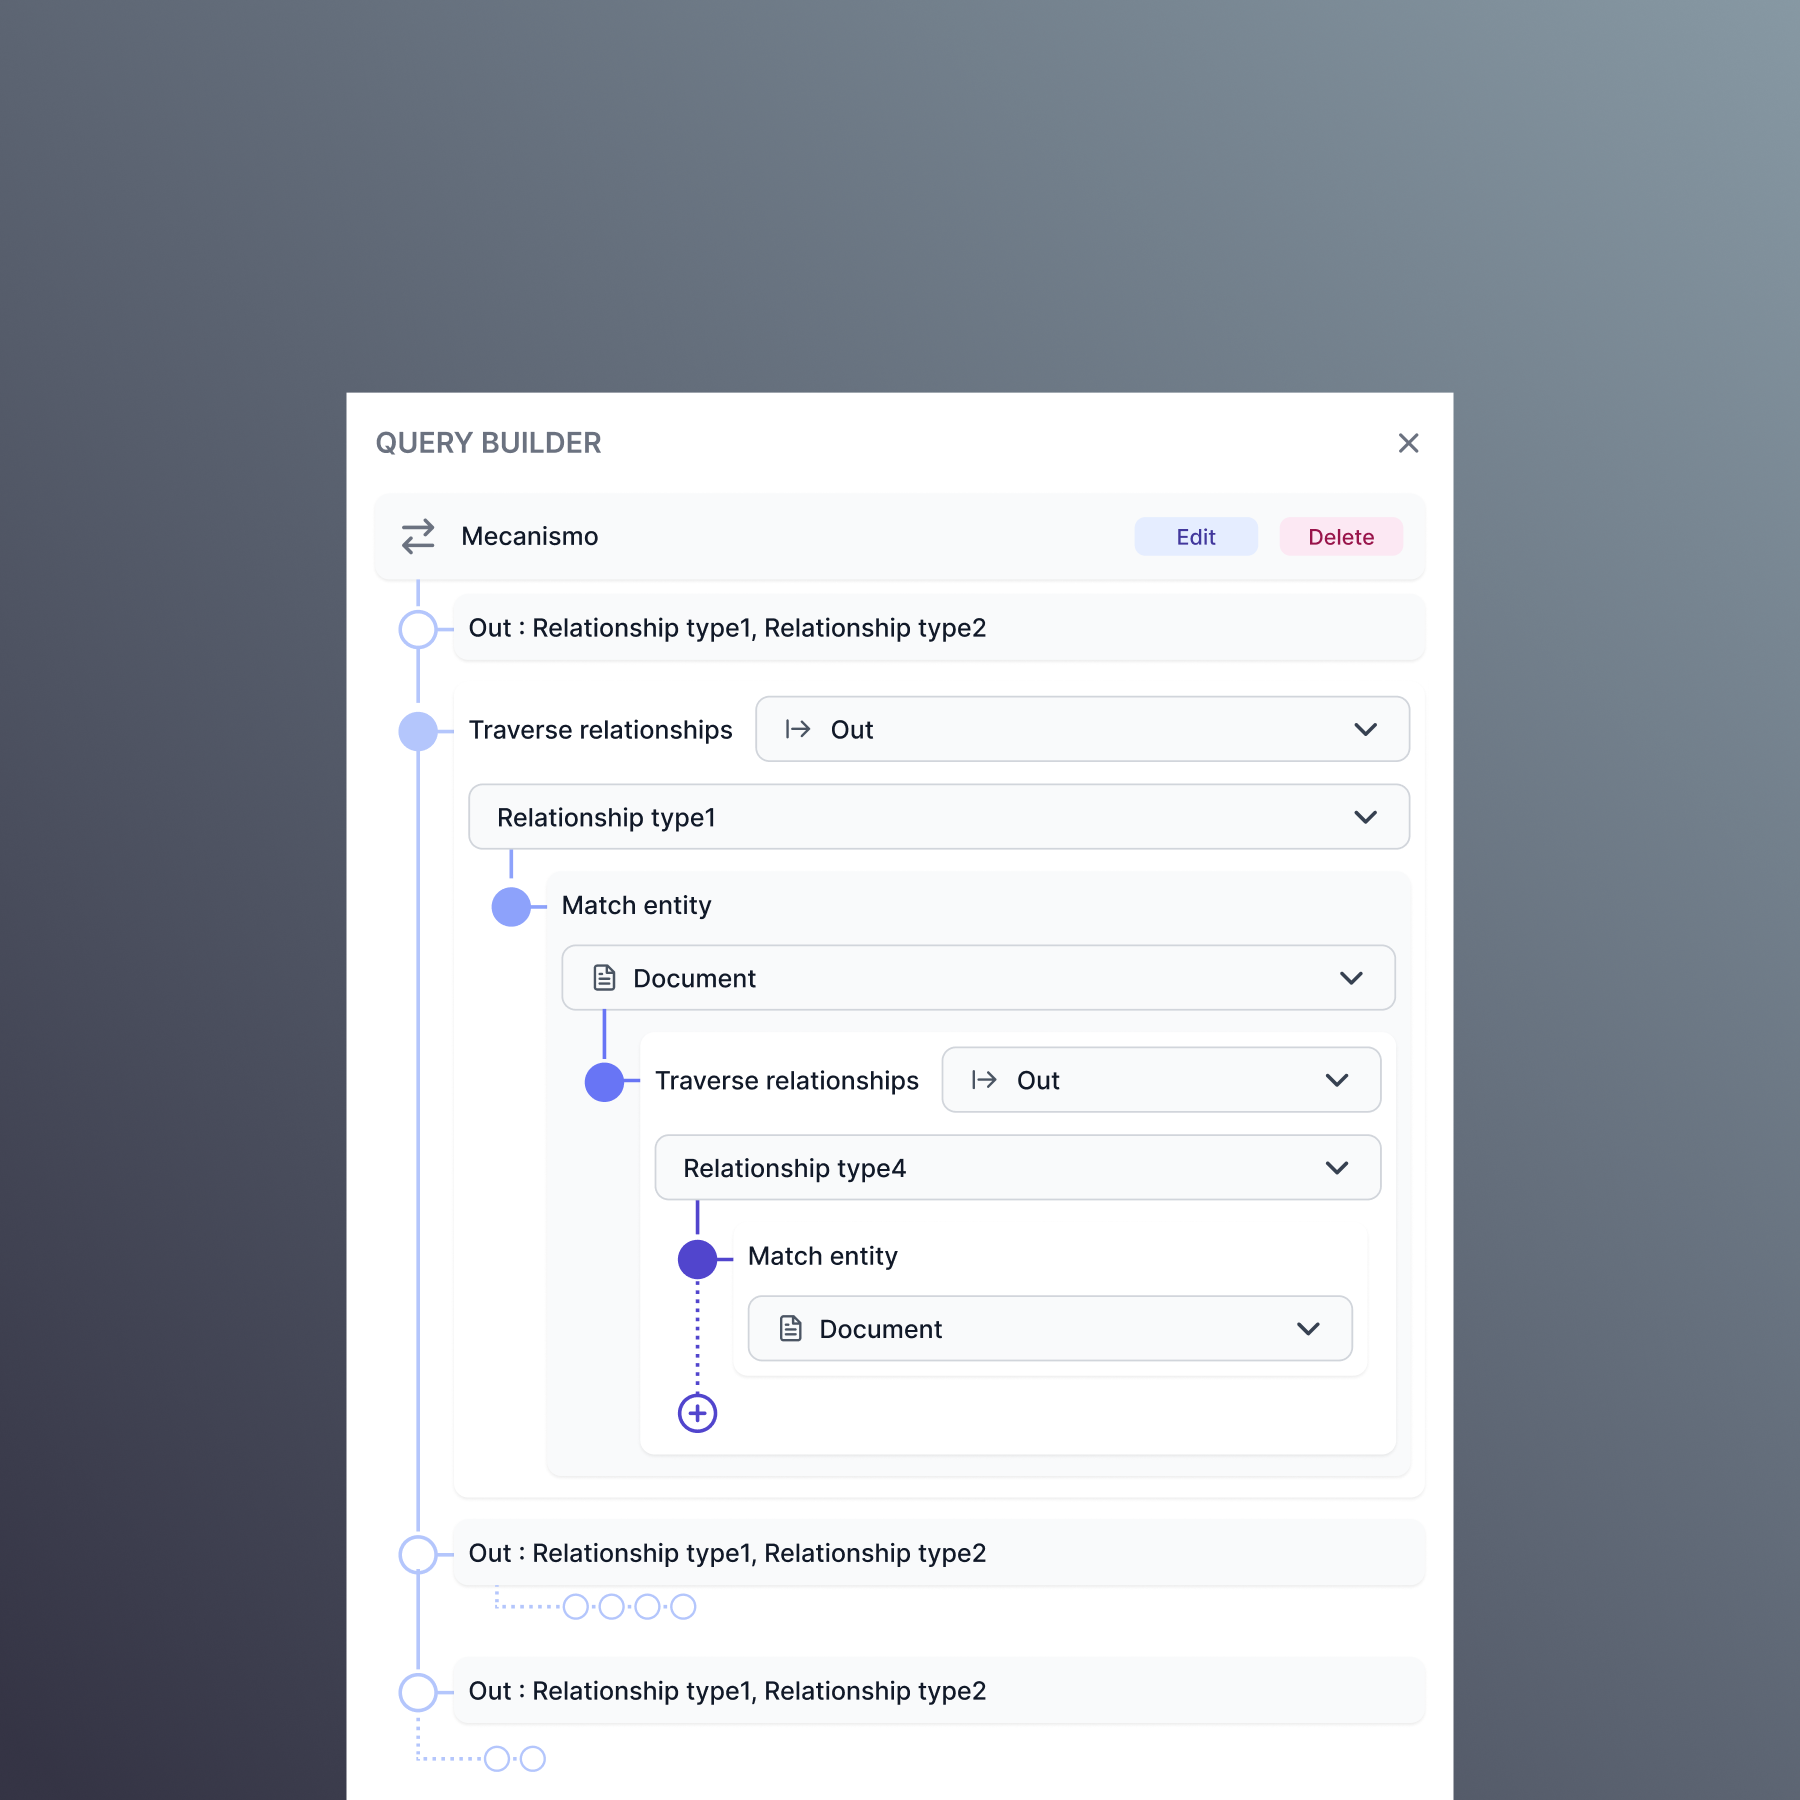 QUERY BUILDER
Mecanismo
Edit
Delete
Out : Relationship type1, Relationship type2
Traverse relationships
Out
Relationship type1
Match entity
Document
Traverse relationships
Out
Relationship type4
Match entity
Document
Out : Relationship type1, Relationship type2
Out : Relationship type1, Relationship type2